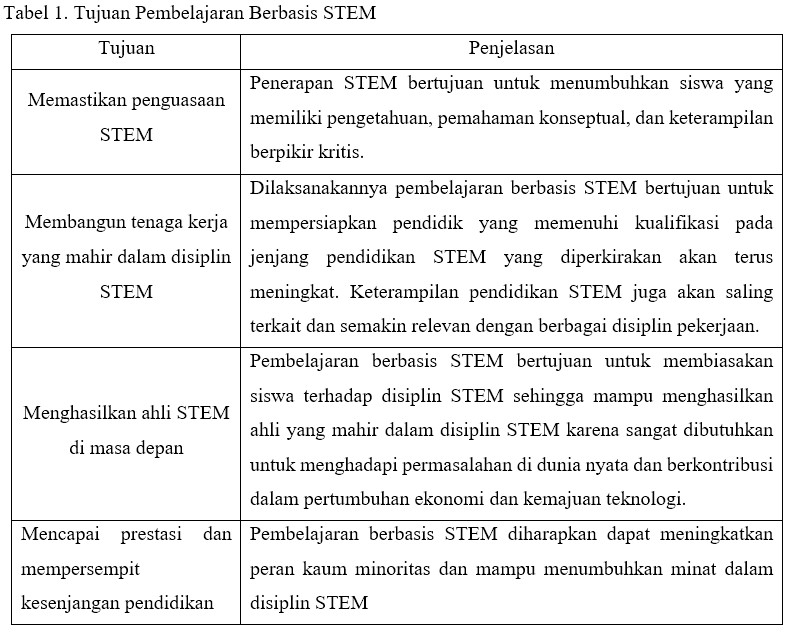 Tabel 1. Tujuan Pembelajaran Berbasis STEM
Tujuan
Penjelasan
Memastikan penguasaan
STEM
Penerapan STEM bertujuan untuk menumbuhkan siswa yang
memiliki pengetahuan, pemahaman konseptual, dan keterampilan
berpikir kritis.
Membangun tenaga kerja
yang mahir dalam disiplin
STEM
Dilaksanakannya pembelajaran berbasis STEM bertujuan untuk
mempersiapkan pendidik yang memenuhi kualifikasi pada
jenjang pendidikan STEM yang diperkirakan akan terus
meningkat. Keterampilan pendidikan STEM juga akan saling
terkait dan semakin relevan dengan berbagai disiplin pekerjaan.
Menghasilkan ahli STEM
di masa depan
Pembelajaran berbasis STEM bertujuan untuk membiasakan
siswa terhadap disiplin STEM sehingga mampu menghasilkan
ahli yang mahir dalam disiplin STEM karena sangat dibutuhkan
untuk menghadapi permasalahan di dunia nyata dan berkontribusi
dalam pertumbuhan ekonomi dan kemajuan teknologi.
Mencapai prestasi dan
mempersempit
kesenjangan pendidikan
Pembelajaran berbasis STEM diharapkan dapat meningkatkan
peran kaum minoritas dan mampu menumbuhkan minat dalam
disiplin STEM